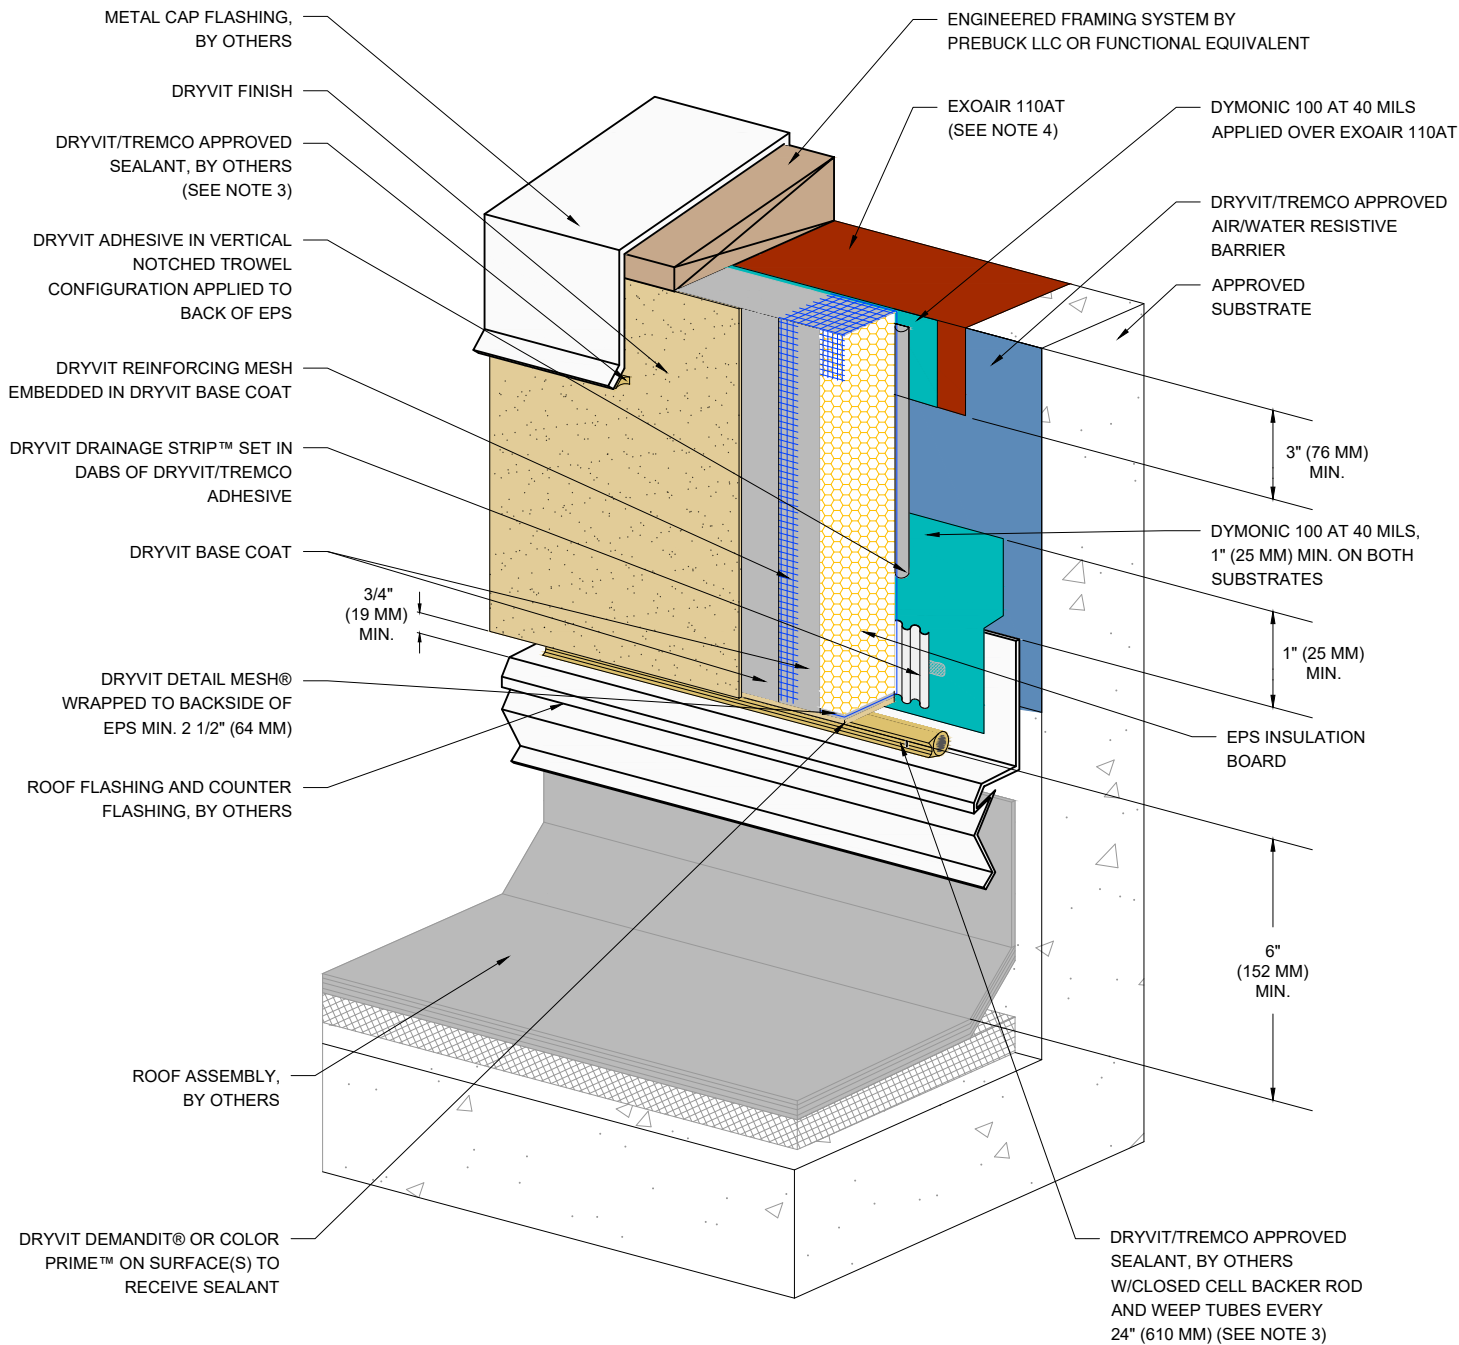 METAL CAP FLASHING,
BY OTHERS
DRYVIT FINISH
DRYVIT/TREMCO APPROVED
SEALANT, BY OTHERS
(SEE NOTE 3)
DRYVIT ADHESIVE IN VERTICAL
NOTCHED TROWEL
CONFIGURATION APPLIED TO
BACK OF EPS
DRYVIT REINFORCING MESH
EMBEDDED IN DRYVIT BASE COAT
DRYVIT DRAINAGE STRIP™ SET IN
DABS OF DRYVIT/TREMCO
ADHESIVE
DRYVIT BASE COAT
3/4"
(19 MM)
MIN.
DRYVIT DETAIL MESH®
WRAPPED TO BACKSIDE OF
EPS MIN. 2 1/2" (64 MM)
ROOF FLASHING AND COUNTER
FLASHING, BY OTHERS
ROOF ASSEMBLY,
BY OTHERS
DRYVIT DEMANDIT® OR COLOR
PRIME™ ON SURFACE(S) TO
RECEIVE SEALANT
ENGINEERED FRAMING SYSTEM BY
PREBUCK LLC OR FUNCTIONAL EQUIVALENT
EXOAIR 110AT
(SEE NOTE 4)
DYMONIC 100 AT 40 MILS
APPLIED OVER EXOAIR 110AT
DRYVIT/TREMCO APPROVED
AIR/WATER RESISTIVE
BARRIER
APPROVED
SUBSTRATE
3" (76 MM)
MIN.
DYMONIC 100 AT 40 MILS,
1" (25 MM) MIN. ON BOTH
SUBSTRATES
1" (25 MM)
MIN.
EPS INSULATION
BOARD
6"
(152 MM)
MIN.
DRYVIT/TREMCO APPROVED
SEALANT, BY OTHERS
W/CLOSED CELL BACKER ROD
AND WEEP TUBES EVERY
24" (610 MM) (SEE NOTE 3)